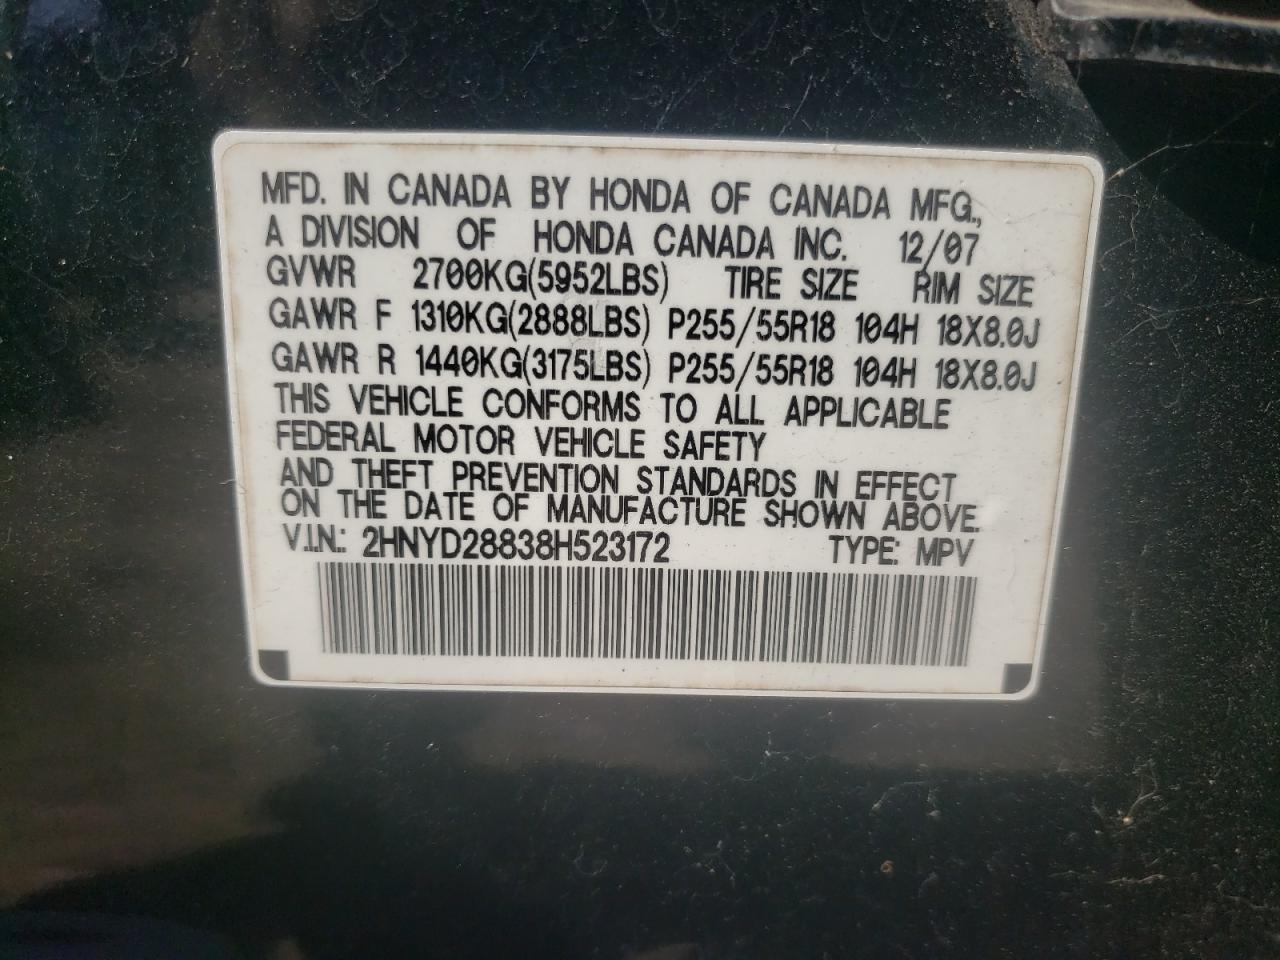 MFD. IN CANADA BY HONDA OF CANADA MFG.,
A DIVISION OF HONDA CANADA INC. 12/07
GVWR 2700KG(5952LBS) TIRE SIZE RIM SIZE
GAWR F 1310KG(2888LBS) P255/55R18 104H 18X8.0J
GAWR R 1440KG(3175LBS) P255/55R18 104H 18X8.0J
THIS VEHICLE CONFORMS TO ALL APPLICABLE
FEDERAL MOTOR VEHICLE SAFETY
AND THEFT PREVENTION STANDARDS IN EFFECT
ON THE DATE OF MANUFACTURE SHOWN ABOVE.
V.I.N.: 2HNYD28838H523172 TYPE: MPV